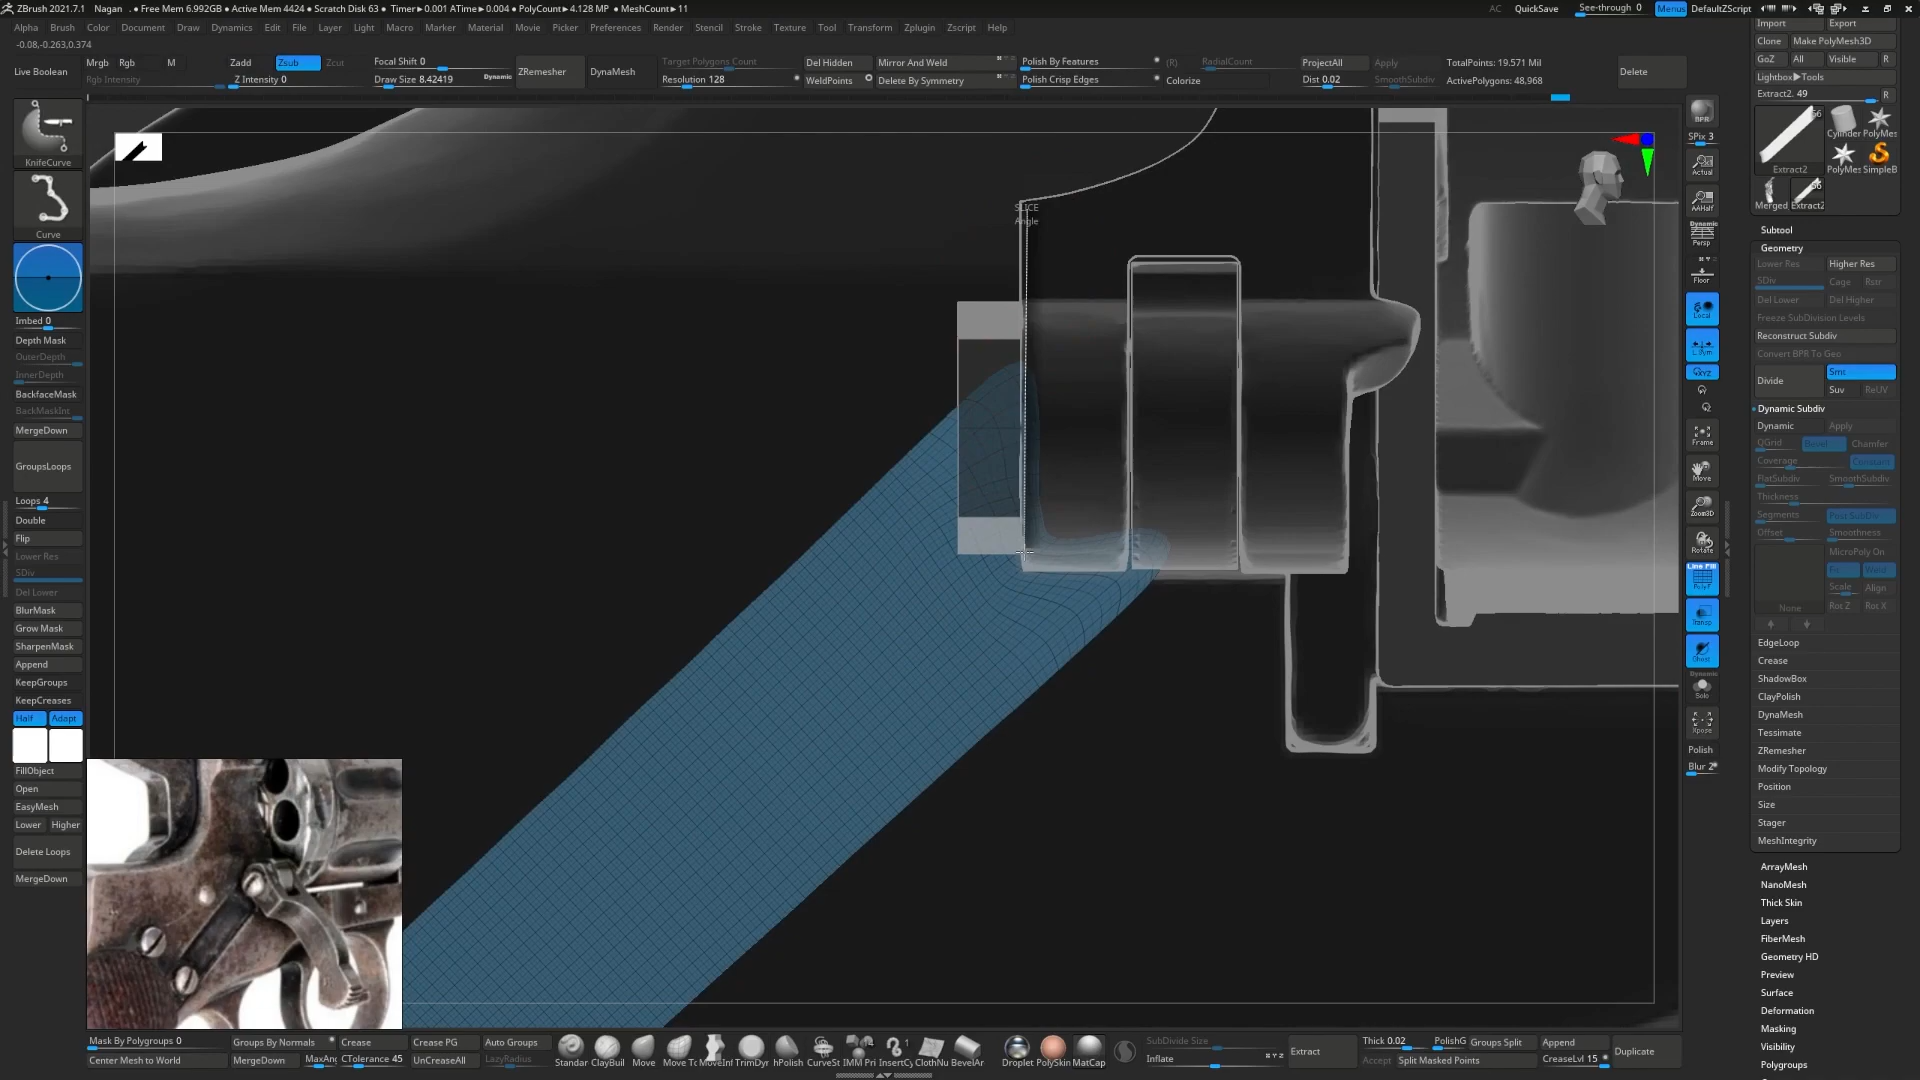 ZBrush 2021.7.1 Nagan . • Free Mem 6.992GB • Active Mem 4424 • Scratch Disk 63 • Timer▸0.001 ATime▸0.004 • PolyCount▸4.128 MP • MeshCount▸11
AC QuickSave See-through 0 Menus DefaultZScript
Alpha Brush Color Document Draw Dynamics Edit File Layer Light Macro Marker Material Movie Picker Preferences Render Stencil Stroke Texture Tool Transform Zplugin Zscript Help
-0.08,-0.263,0.374
Live Boolean
Mrgb Rgb M
Rgb Intensity
Zadd Zsub Zcut
Z Intensity 0
Focal Shift 0
Draw Size 8.42419 Dynamic
ZRemesher
DynaMesh
Target Polygons Count
Resolution 128
Del Hidden
WeldPoints
Mirror And Weld
Delete By Symmetry
Polish By Features
Polish Crisp Edges
(R) RadialCount
Colorize
ProjectAll
Dist 0.02
Apply
SmoothSubdiv
TotalPoints: 19.571 Mil
ActivePolygons: 48,968
Delete
KnifeCurve
Curve
Imbed 0
Depth Mask
OuterDepth
InnerDepth
BackfaceMask
BackMaskInt
MergeDown
GroupsLoops
Loops 4
Double
Flip
Lower Res
SDiv
Del Lower
BlurMask
Grow Mask
SharpenMask
Append
KeepGroups
KeepCreases
Half Adapt
FillObject
Open
EasyMesh
Lower Higher
Delete Loops
MergeDown
SLICE
Angle
BPR
SPix 3
Actual
AAHalf
Dynamic
Persp
Floor
Local
L.Sym
Frame
Move
Zoom3D
Rotate
Line Fill
PolyF
Transp
Ghost
Dynamic
Solo
Xpose
Polish
Blur 2
Import Export
Clone Make PolyMesh3D
GoZ All Visible R
Lightbox▸Tools
Extract2. 49 R
66
Extract2
Cylinder PolyMes
PolyMes SimpleB
66
Merged Extract2
Subtool
Geometry
Lower Res Higher Res
SDiv Cage Rstr
Del Lower Del Higher
Freeze SubDivision Levels
Reconstruct Subdiv
Convert BPR To Geo
Divide Smt
Suv ReUV
Dynamic Subdiv
Dynamic Apply
QGrid Bevel Chamfer
Coverage Constant
FlatSubdiv SmoothSubdiv
Thickness
Segments Post SubDiv
Offset Smoothness
MicroPoly On
Fix Weld
Scale Align
None Rot Z Rot X
EdgeLoop
Crease
ShadowBox
ClayPolish
DynaMesh
Tessimate
ZRemesher
Modify Topology
Position
Size
Stager
MeshIntegrity
ArrayMesh
NanoMesh
Thick Skin
Layers
FiberMesh
Geometry HD
Preview
Surface
Deformation
Masking
Visibility
Polygroups
Mask By Polygroups 0
Center Mesh to World
Groups By Normals
MergeDown MaxAn
Crease
CTolerance 45
Crease PG
UnCreaseAll
Auto Groups
LazyRadius
Standar ClayBuil Move Move To MoveInf TrimDyr hPolish CurveSt IMM Pri InsertCy ClothNu BevelAr
Droplet PolySkin MatCap
SubDivide Size
Inflate
Extract
Thick 0.02
Accept
PolishG Groups Split
Split Masked Points
Append
CreaseLvl 15
Duplicate